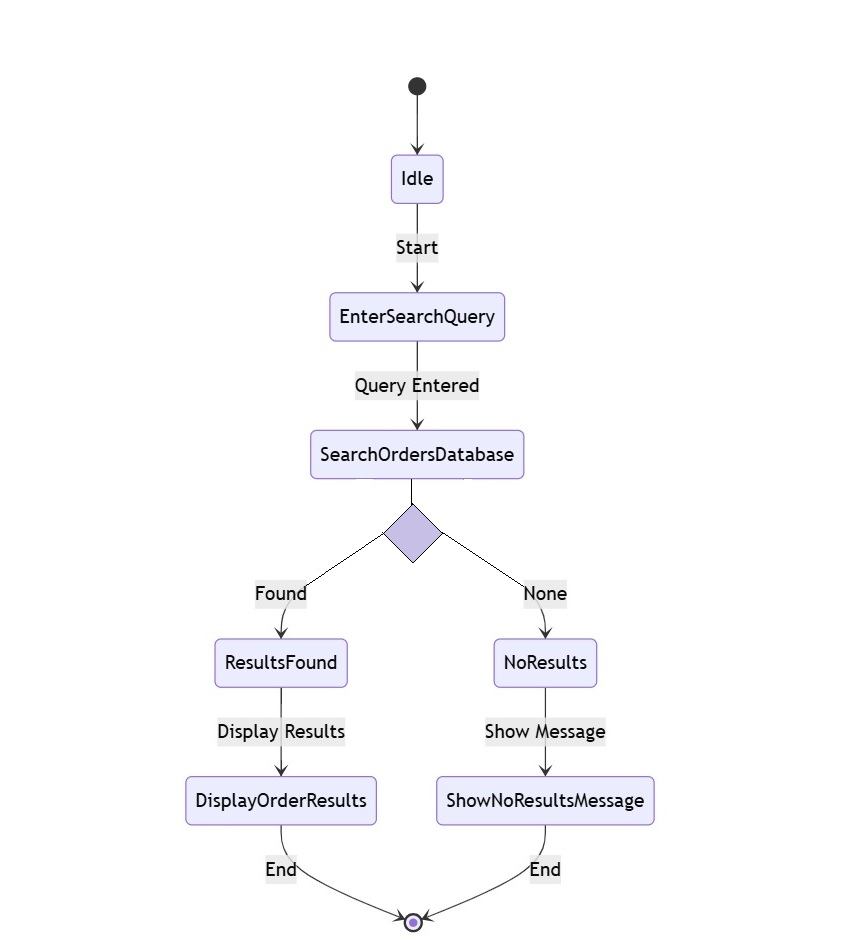 Idle
Start
EnterSearchQuery
Query Entered
SearchOrdersDatabase
Found
None
ResultsFound
NoResults
Display Results
Show Message
DisplayOrderResults
ShowNoResultsMessage
End
End